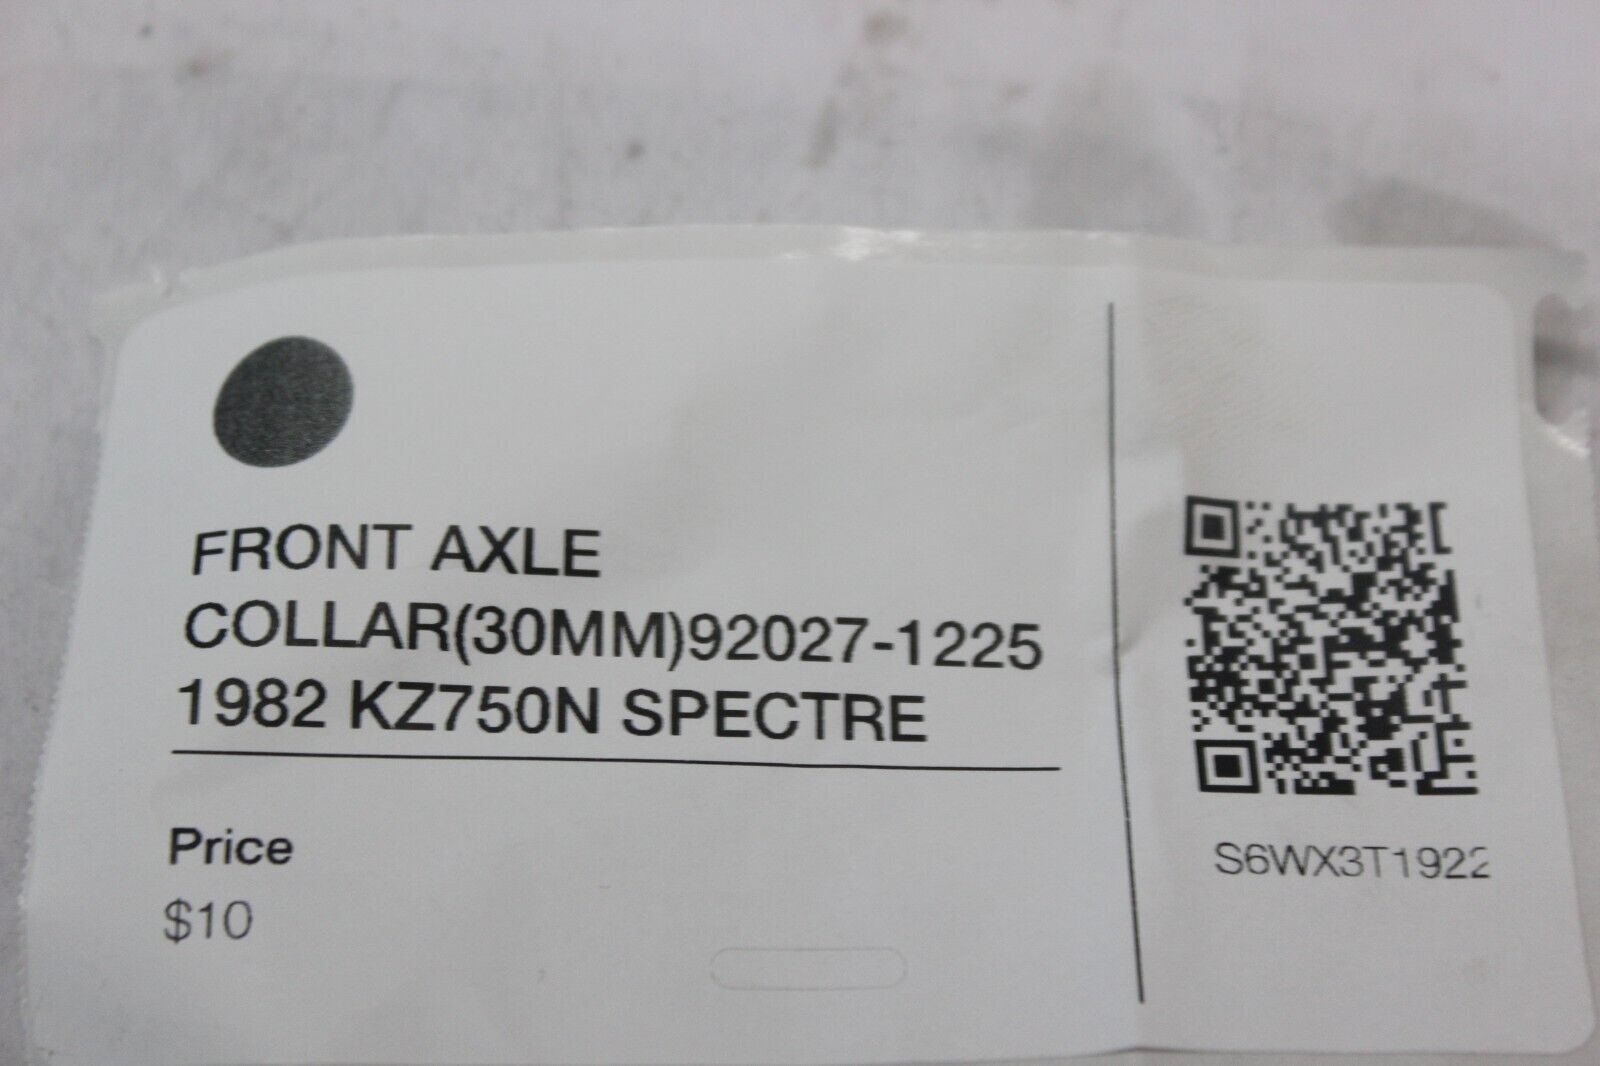 FRONT AXLE
COLLAR(30MM)92027-1225
1982 KZ750N SPECTRE
Price
$10
S6WX3T1922